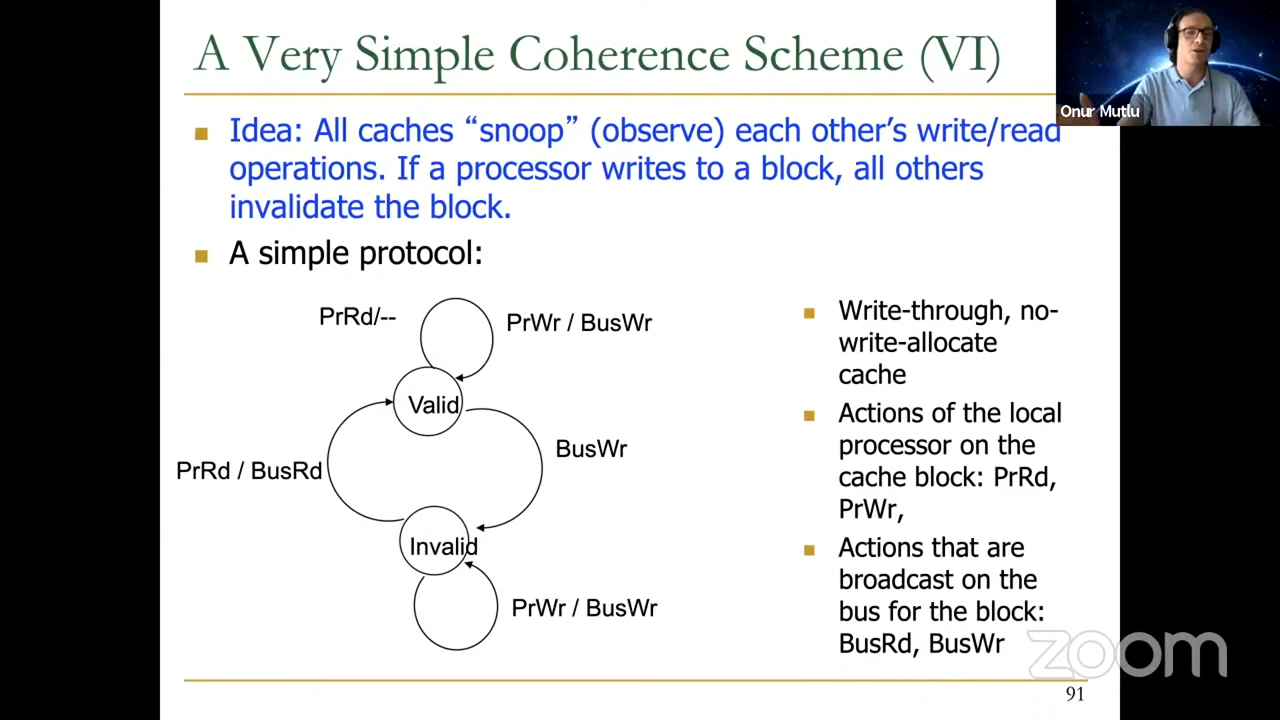 A Very Simple Coherence Scheme (VI)
Onur Mutlu
Idea: All caches “snoop” (observe) each other’s write/read
operations. If a processor writes to a block, all others
invalidate the block.
A simple protocol:
PrRd/--
PrWr / BusWr
Valid
BusWr
PrRd / BusRd
Invalid
PrWr / BusWr
Write-through, no-
write-allocate
cache
Actions of the local
processor on the
cache block: PrRd,
PrWr,
Actions that are
broadcast on the
bus for the block:
BusRd, BusWr
zoom
91